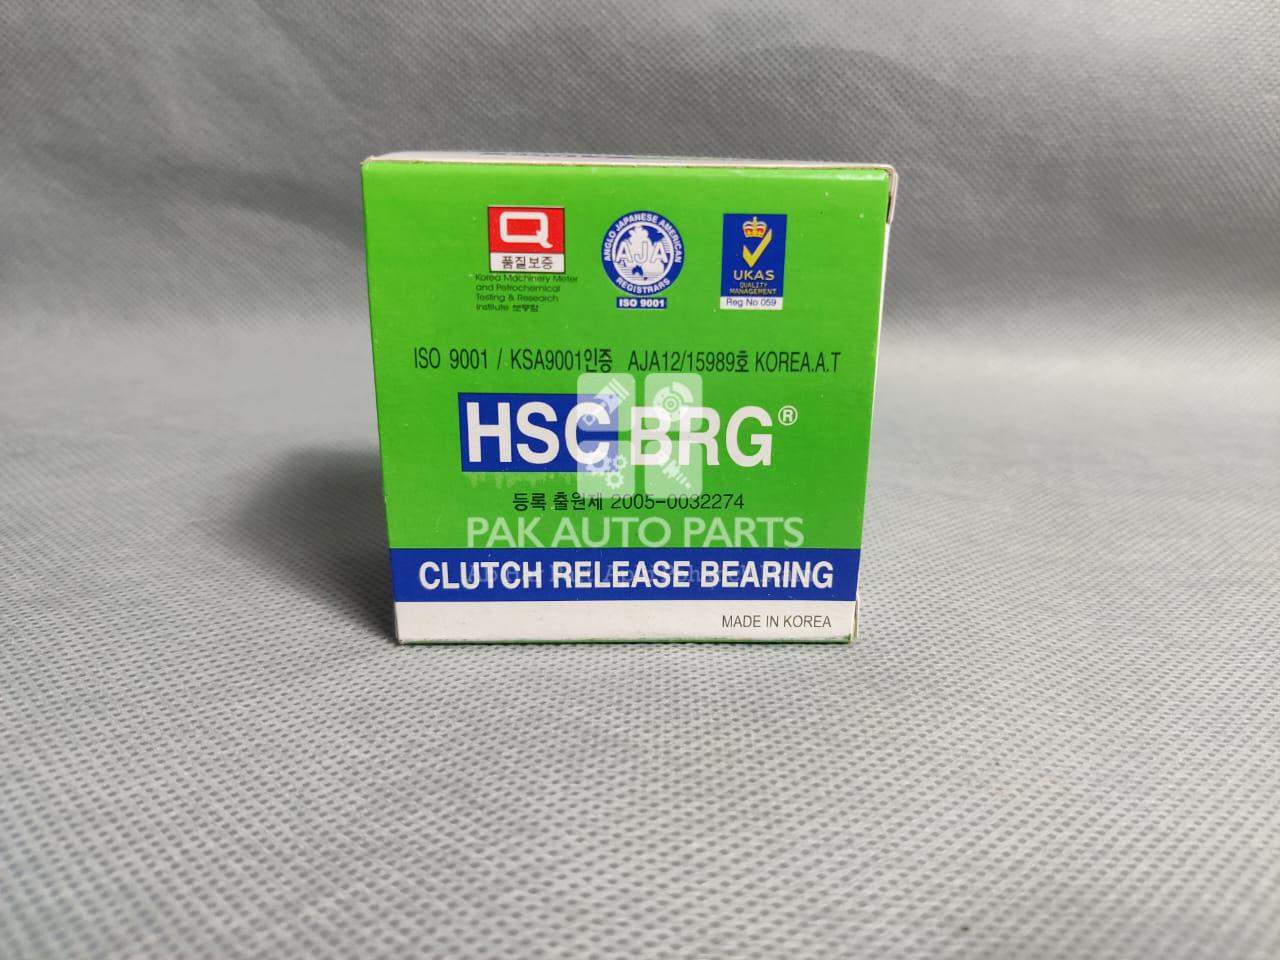 Q
품질보증
Korea Machinery Meter
and Petrochemical
Testing & Research
Institute
ANGLO JAPANESE AMERICAN
AJA
REGISTRARS
ISO 9001
UKAS
QUALITY
MANAGEMENT
Reg No 059
ISO 9001 / KSA9001인증 AJA12/15989호 KOREA.A.T
HSC BRG®
등록 출원제 2005-0032274
PAK AUTO PARTS
CLUTCH RELEASE BEARING
MADE IN KOREA